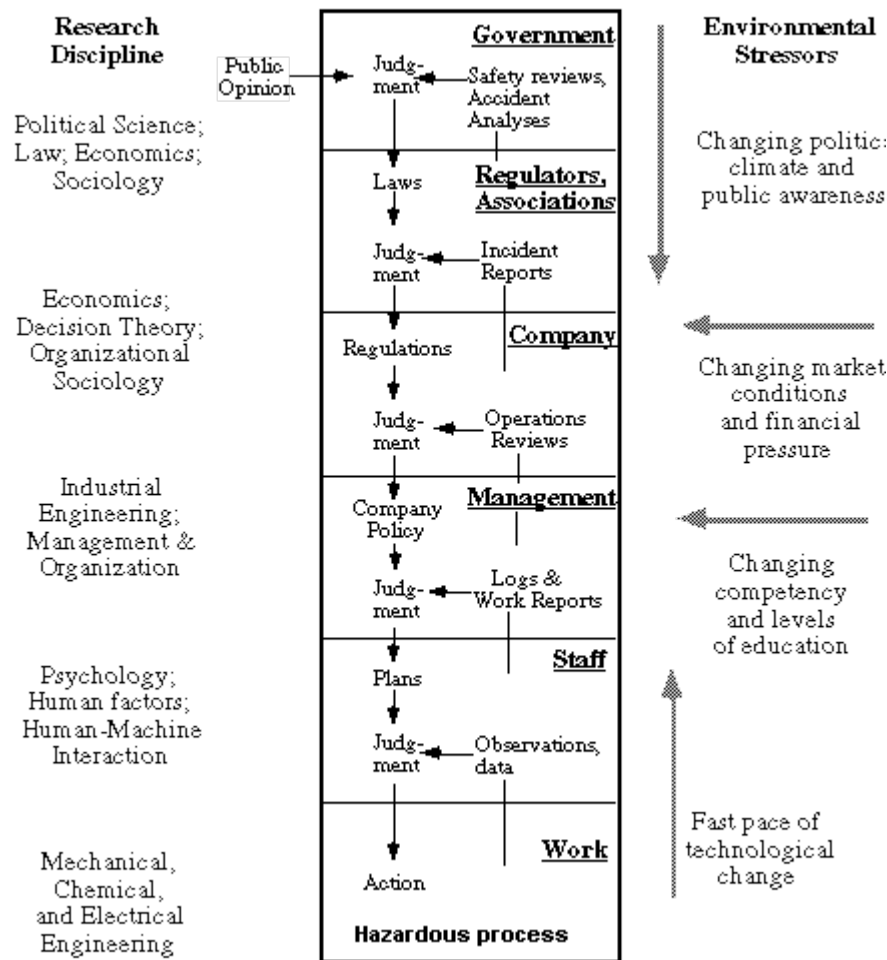 Research
Discipline
Political Science;
Law; Economics;
Sociology
Economics;
Decision Theory;
Organizational
Sociology
Industrial
Engineering;
Management &
Organization
Psychology;
Human factors;
Human-Machine
Interaction
Mechanical,
Chemical,
and Electrical
Engineering
Public
Opinion
Government
Judg-
ment
Safety reviews,
Accident
Analyses
Regulators,
Associations
Laws
Judg-
ment
Incident
Reports
Company
Regulations
Judg-
ment
Operations
Reviews
Management
Company
Policy
Judg-
ment
Logs &
Work Reports
Staff
Plans
Judg-
ment
Observations,
data
Work
Action
Hazardous process
Environmental
Stressors
Changing politic
climate and
public awareness
Changing market
conditions
and financial
pressure
Changing
competency
and levels
of education
Fast pace of
technological
change